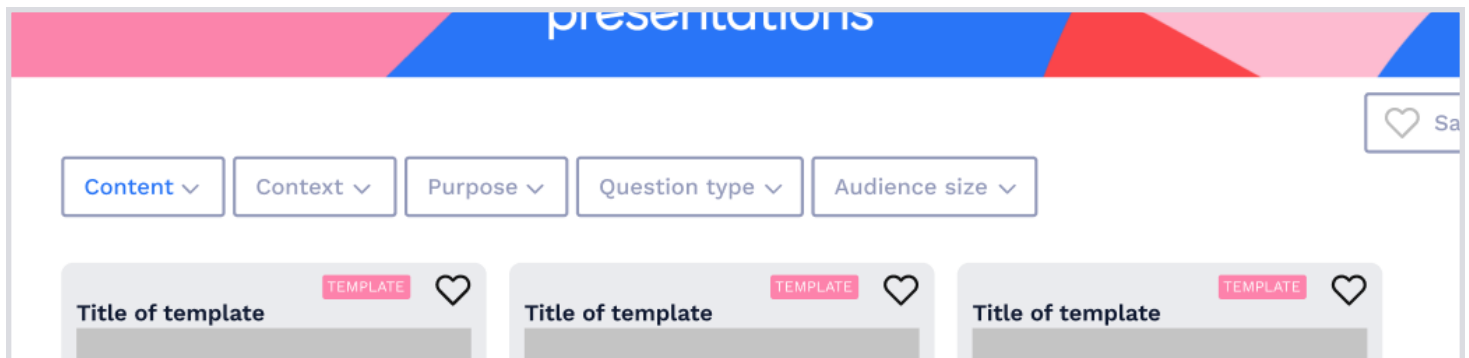 presentations
Sa
Content
Context
Purpose
Question type
Audience size
TEMPLATE
Title of template
TEMPLATE
Title of template
TEMPLATE
Title of template